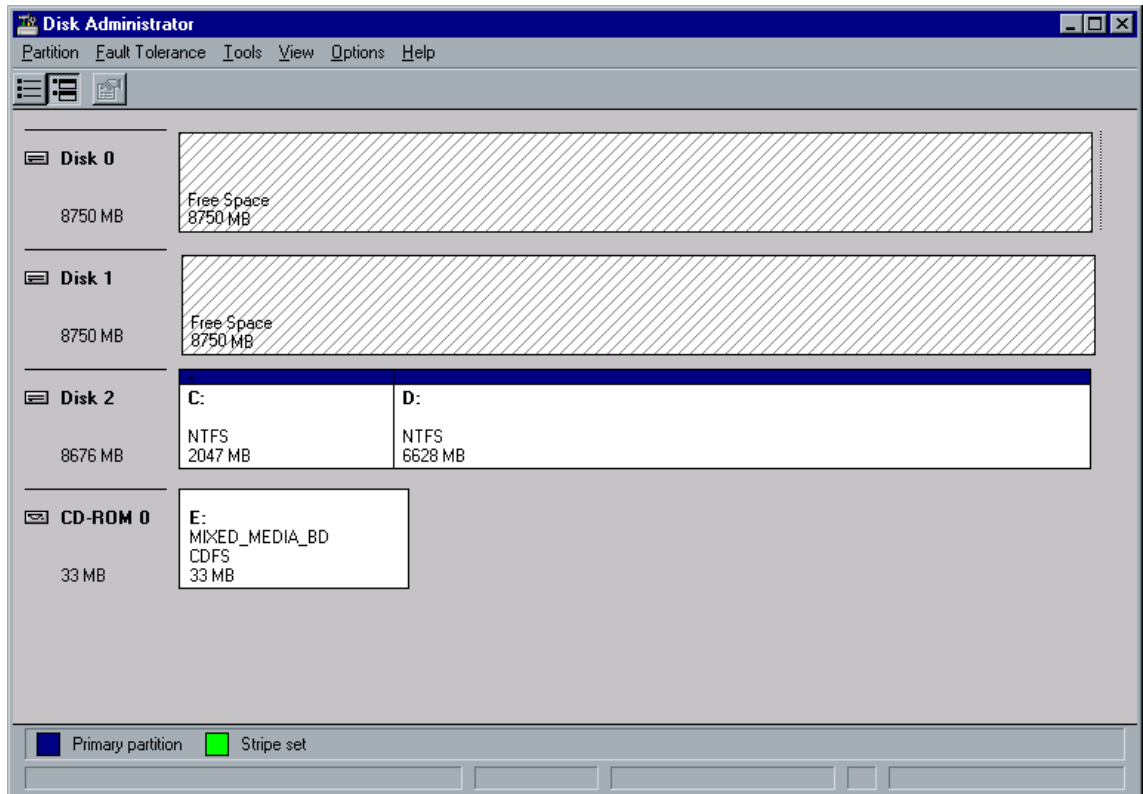 Disk Administrator
Partition Fault Tolerance Tools View Options Help
Disk 0
8750 MB
Free Space
8750 MB
Disk 1
8750 MB
Free Space
8750 MB
Disk 2
8676 MB
C:
NTFS
2047 MB
D:
NTFS
6628 MB
CD-ROM 0
33 MB
E:
MIXED_MEDIA_BD
CDFS
33 MB
Primary partition Stripe set